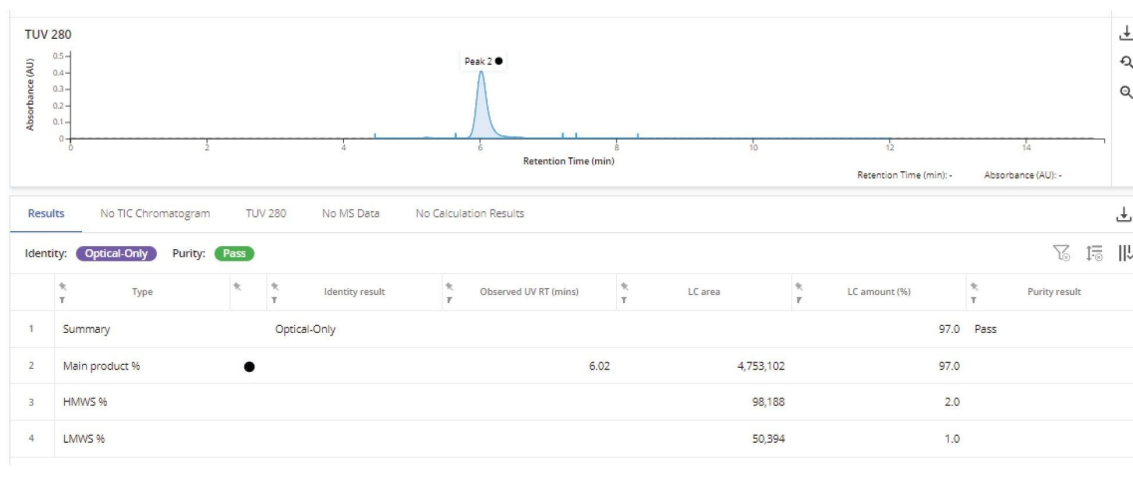 TUV 280
Absorbance (AU)
0.5
0.4
0.3
0.2
0.1
0
Peak 2
0 2 4 6 8 10 12 14
Retention Time (min)
Retention Time (min): - Absorbance (AU): -
Results No TIC Chromatogram TUV 280 No MS Data No Calculation Results
Identity: Optical-Only Purity: Pass
Type Identity result Observed UV RT (mins) LC area LC amount (%) Purity result
1 Summary Optical-Only 97.0 Pass
2 Main product % 6.02 4,753,102 97.0
3 HMWS % 98,188 2.0
4 LMWS % 50,394 1.0